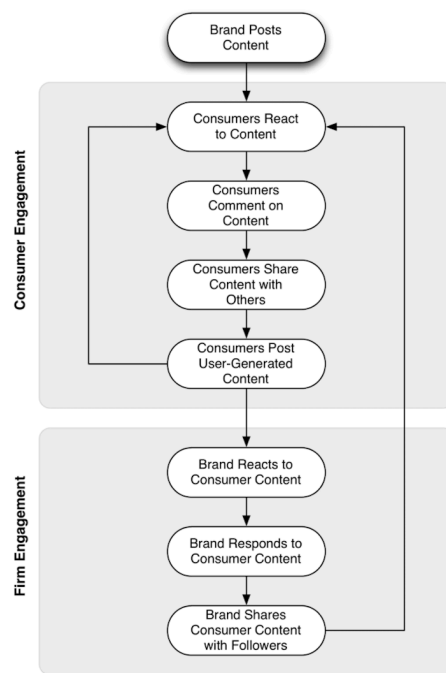 Brand Posts
Content
Consumer Engagement
Consumers React
to Content
Consumers
Comment on
Content
Consumers Share
Content with
Others
Consumers Post
User-Generated
Content
Firm Engagement
Brand Reacts to
Consumer Content
Brand Responds to
Consumer Content
Brand Shares
Consumer Content
with Followers